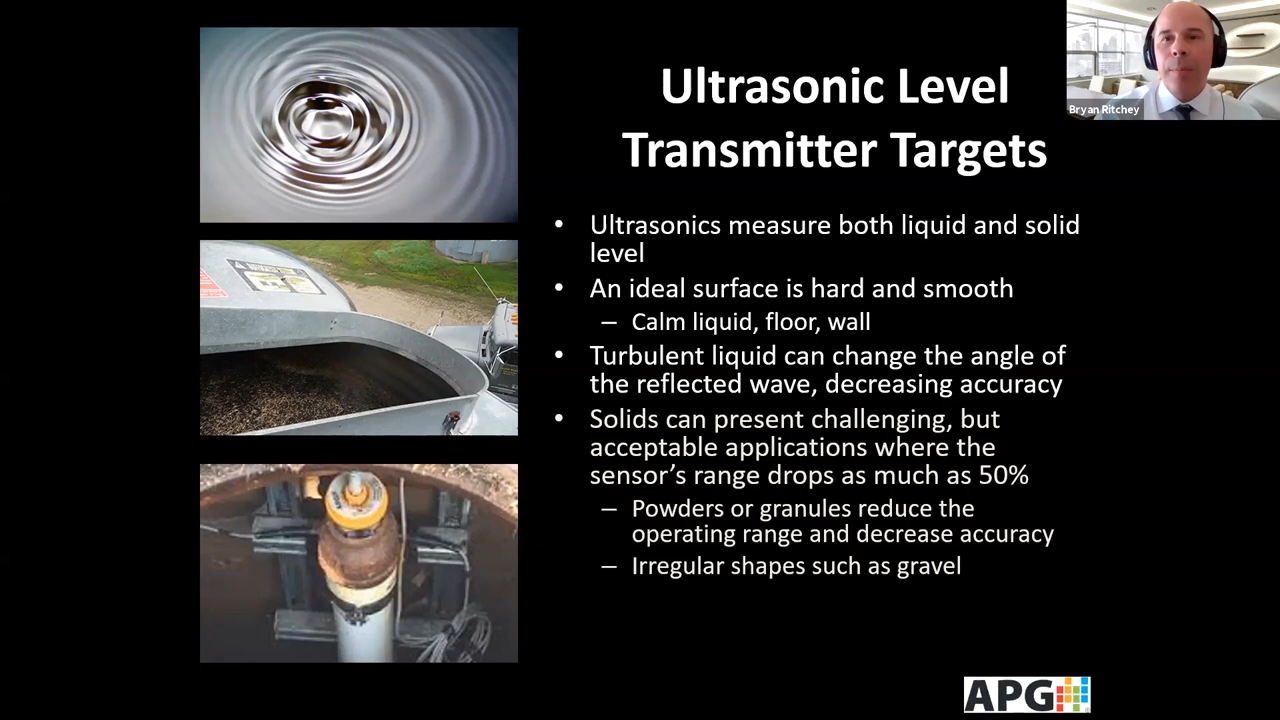 Ultrasonic Level
Transmitter Targets
Bryan Ritchey
• Ultrasonics measure both liquid and solid
level
• An ideal surface is hard and smooth
– Calm liquid, floor, wall
• Turbulent liquid can change the angle of
the reflected wave, decreasing accuracy
• Solids can present challenging, but
acceptable applications where the
sensor's range drops as much as 50%
– Powders or granules reduce the
operating range and decrease accuracy
– Irregular shapes such as gravel
APG